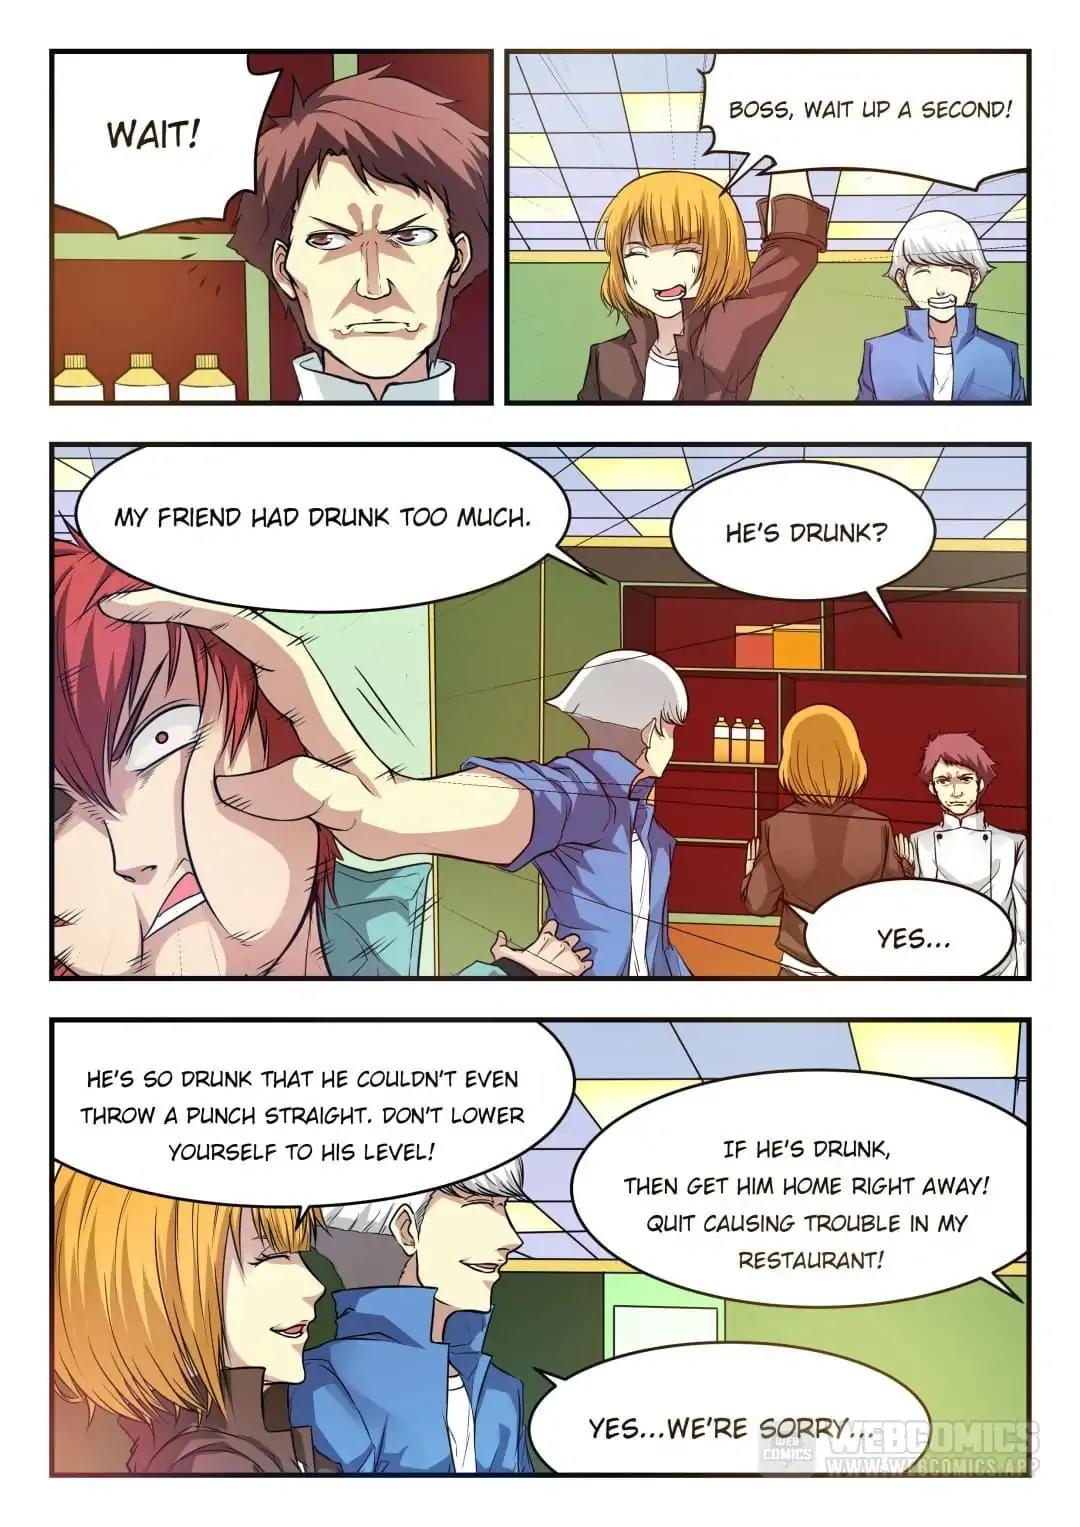 WAIT!
BOSS, WAIT UP A SECOND!
MY FRIEND HAD DRUNK TOO MUCH.
HE'S DRUNK?
YES...
HE'S SO DRUNK THAT HE COULDN'T EVEN
THROW A PUNCH STRAIGHT. DON'T LOWER
YOURSELF TO HIS LEVEL!
IF HE'S DRUNK,
THEN GET HIM HOME RIGHT AWAY!
QUIT CAUSING TROUBLE IN MY
RESTAURANT!
YES...WE'RE SORRY...
WEB
COMICS
WEBCOMICS
WWW.WEBCOMICS.APP